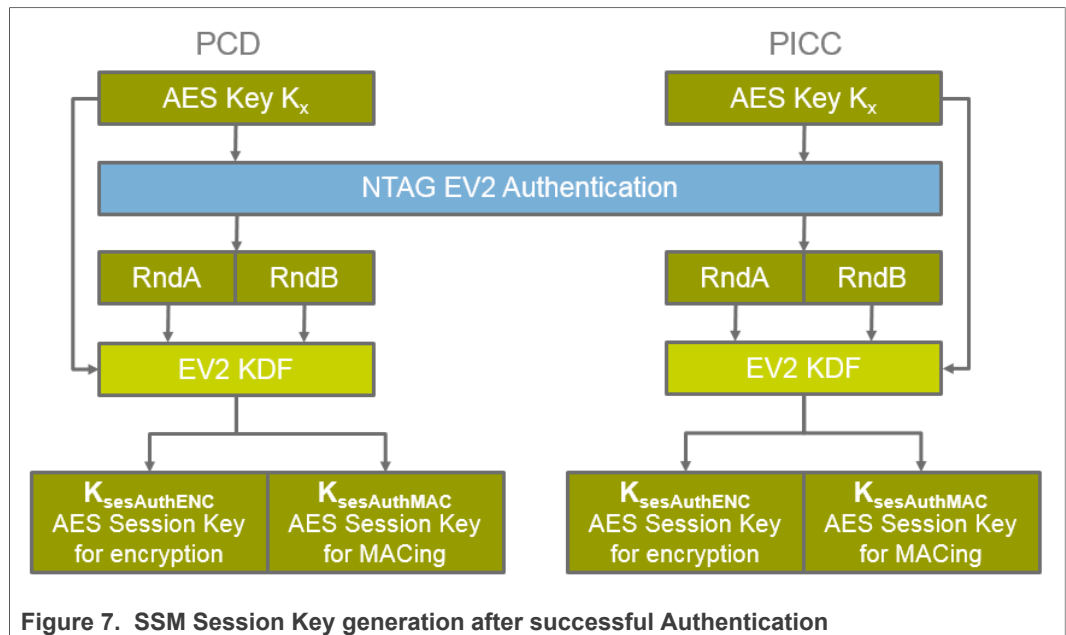 PCD PICC
AES Key Kx AES Key Kx
NTAG EV2 Authentication
RndA RndB RndA RndB
EV2 KDF EV2 KDF
KsesAuthENC KsesAuthMAC KsesAuthENC KsesAuthMAC
AES Session Key AES Session Key AES Session Key AES Session Key
for encryption for MACing for encryption for MACing
Figure 7. SSM Session Key generation after successful Authentication